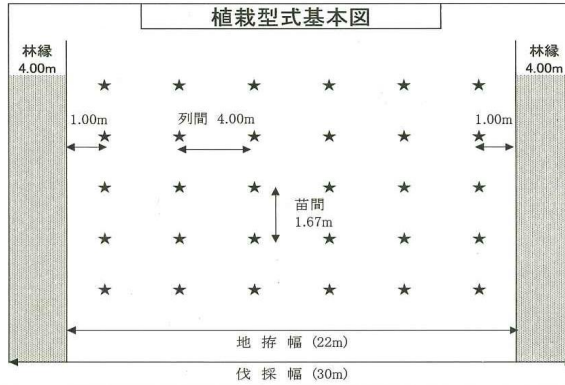 植栽型式基本図
林縁
4.00m
林縁
4.00m
1.00m
列間 4.00m
1.00m
苗間
1.67m
地拵幅 (22m)
伐採幅 (30m)